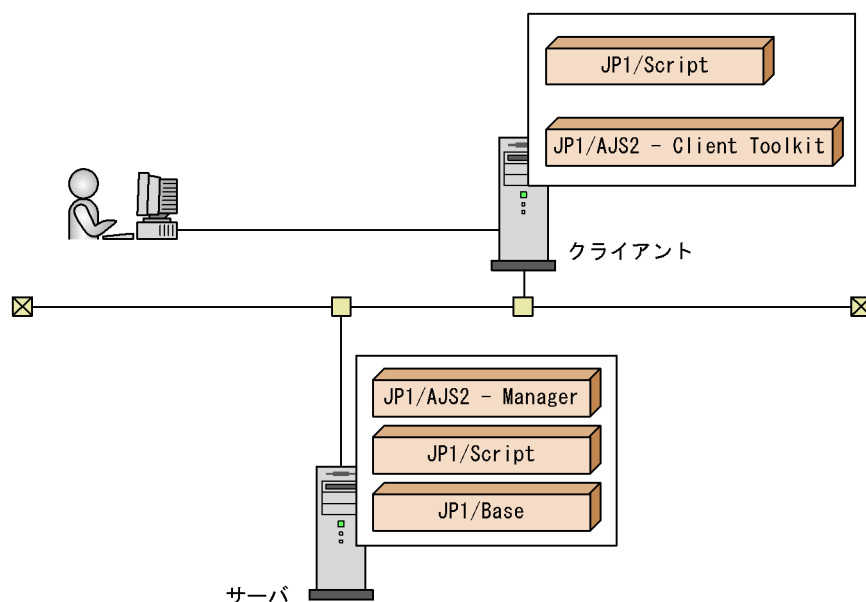 JP1/Script
JP1/AJS2 - Client Toolkit
クライアント
JP1/AJS2 - Manager
JP1/Script
JP1/Base
サーバ